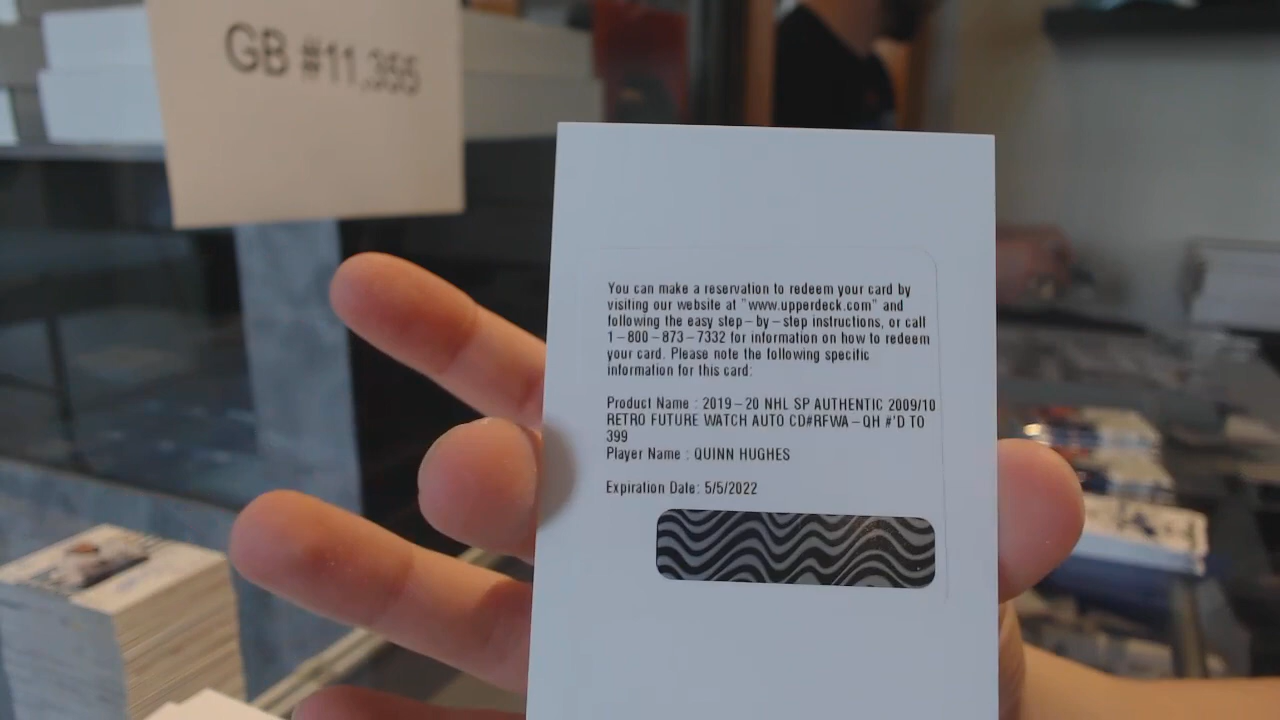 GB #11,355
You can make a reservation to redeem your card by
visiting our website at "www.upperdeck.com" and
following the easy step-by-step instructions, or call
1-800-873-7332 for information on how to redeem
your card. Please note the following specific
information for this card:
Product Name : 2019-20 NHL SP AUTHENTIC 2009/10
RETRO FUTURE WATCH AUTO CD#RFWA-QH #'D TO
399
Player Name : QUINN HUGHES
Expiration Date: 5/5/2022